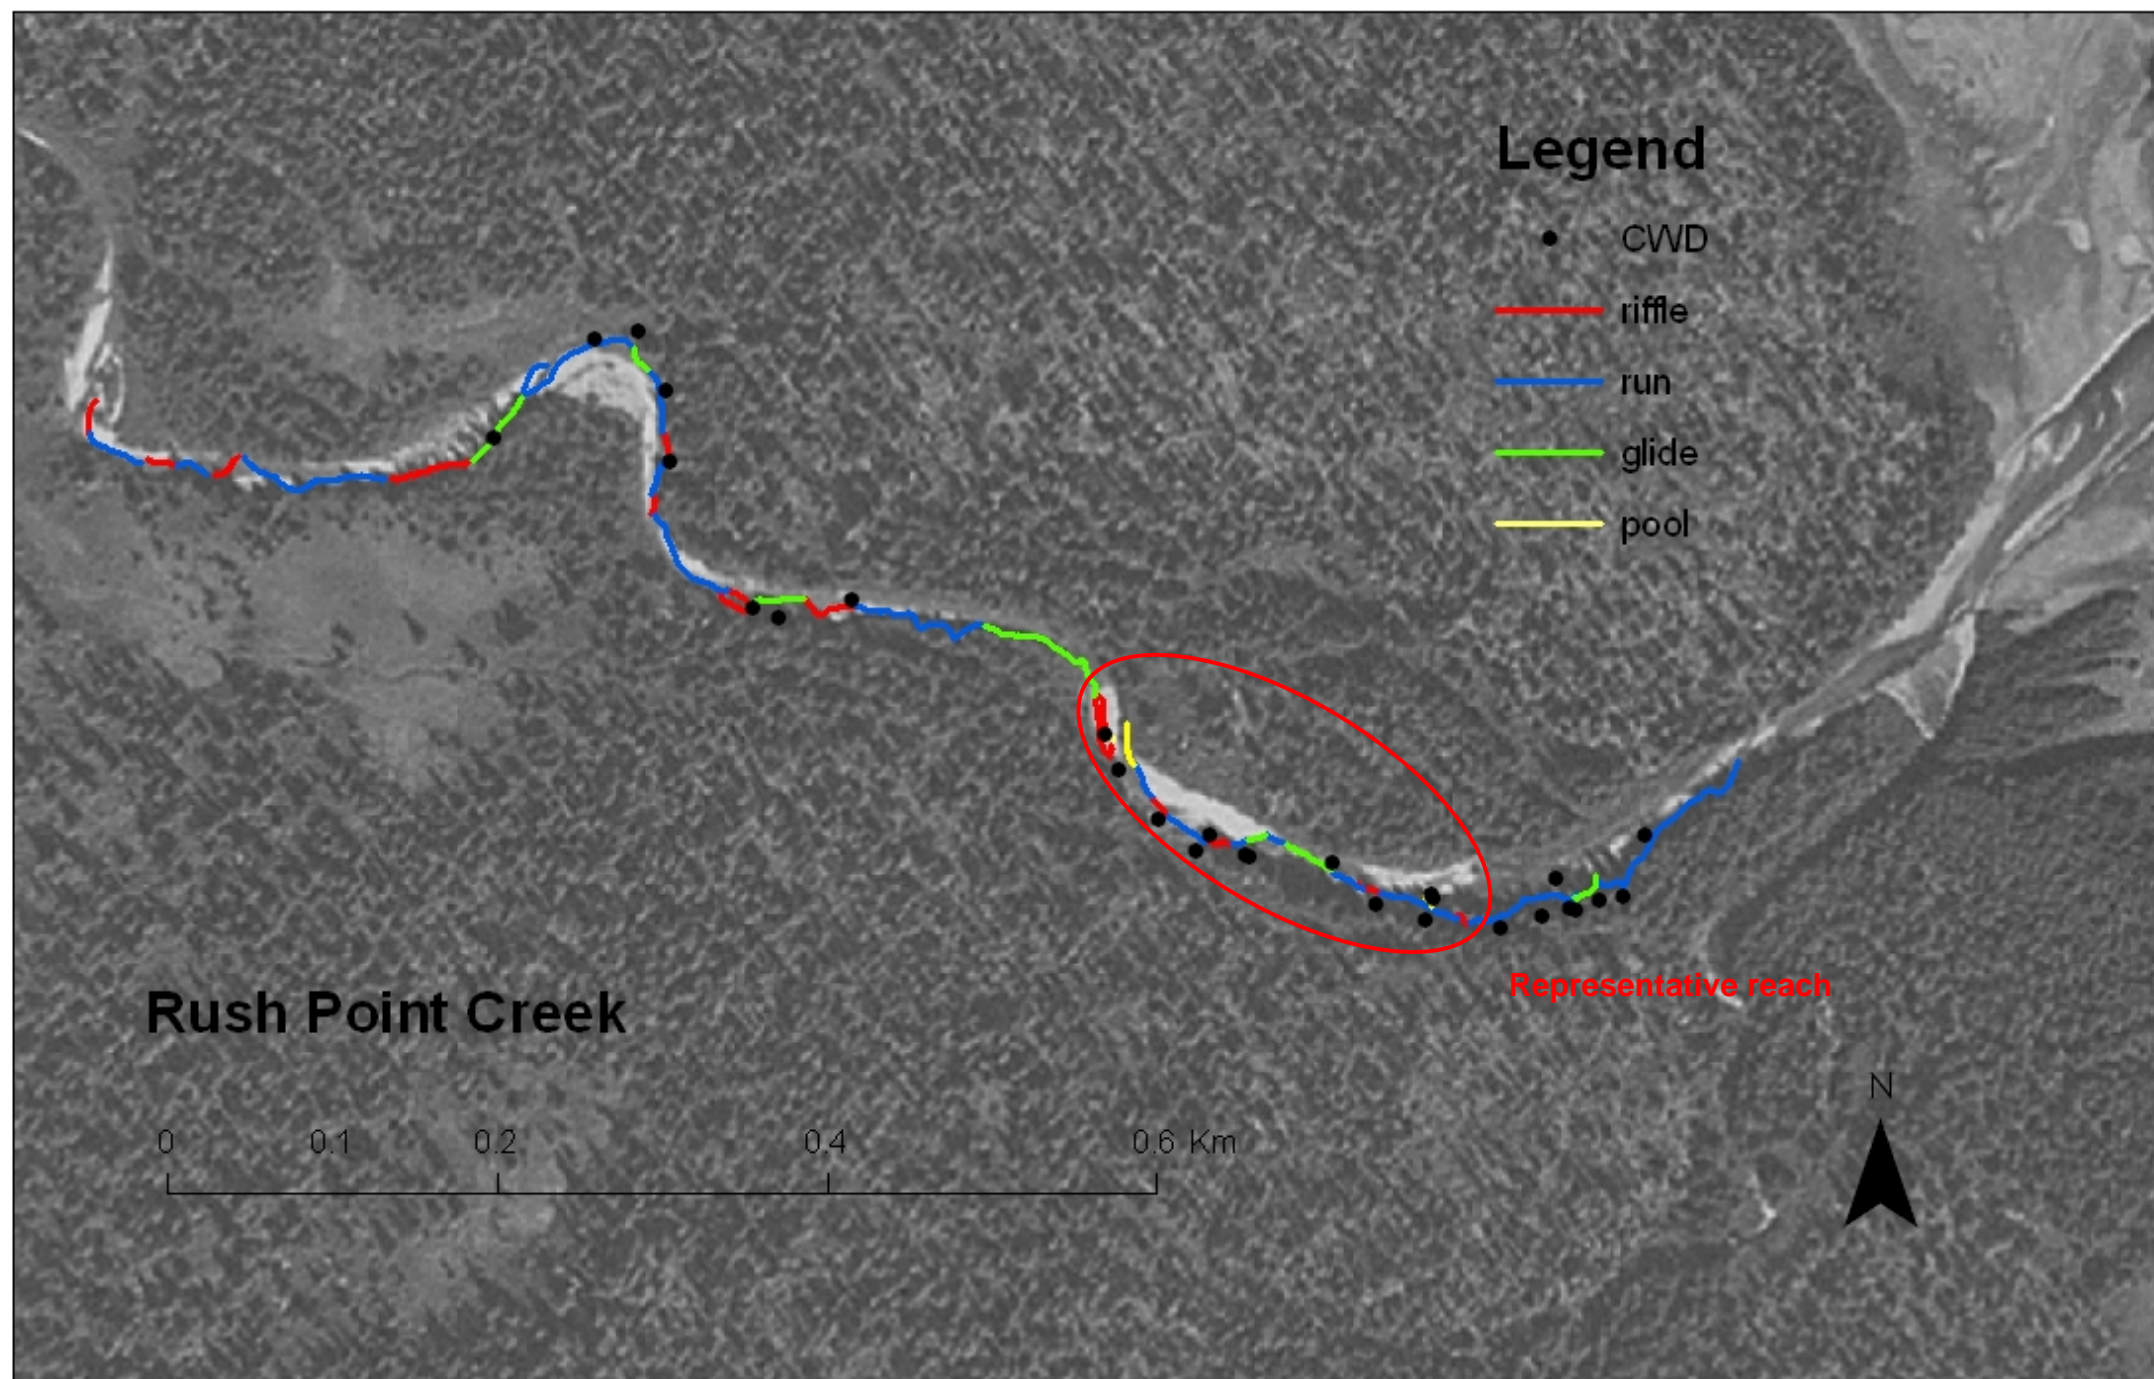 Legend
CWD
riffle
run
glide
pool
Representative reach
Rush Point Creek
N
0 0.1 0.2 0.4 0.6 Km